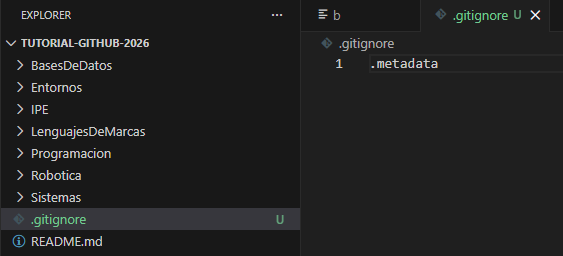 EXPLORER
TUTORIAL-GITHUB-2026
BasesDeDatos
Entornos
IPE
LenguajesDeMarcas
Programacion
Robotica
Sistemas
.gitignore U
README.md
b
.gitignore U
.gitignore
1 .metadata